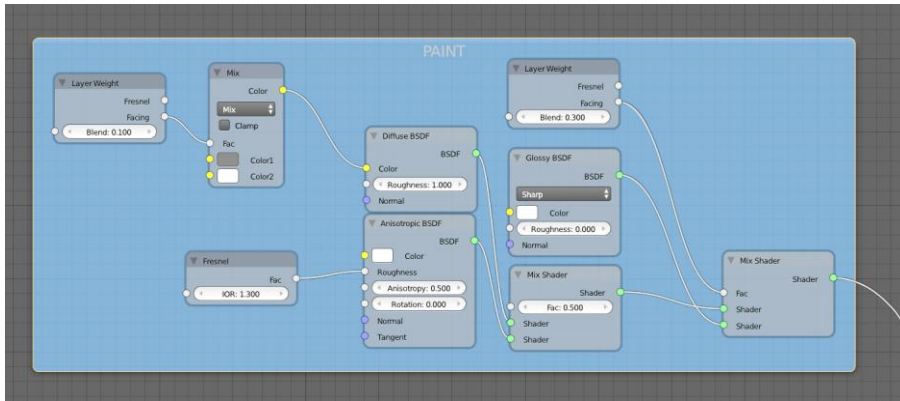 PAINT
Layer Weight
Fresnel
Facing
Blend: 0.100
Mix
Color
Mix
Clamp
Fac
Color1
Color2
Fresnel
Fac
IOR: 1.300
Diffuse BSDF
BSDF
Color
Roughness: 1.000
Normal
Anisotropic BSDF
BSDF
Color
Roughness
Anisotropy: 0.500
Rotation: 0.000
Normal
Tangent
Layer Weight
Fresnel
Facing
Blend: 0.300
Glossy BSDF
BSDF
Sharp
Color
Roughness: 0.000
Normal
Mix Shader
Shader
Fac: 0.500
Shader
Shader
Mix Shader
Shader
Fac
Shader
Shader